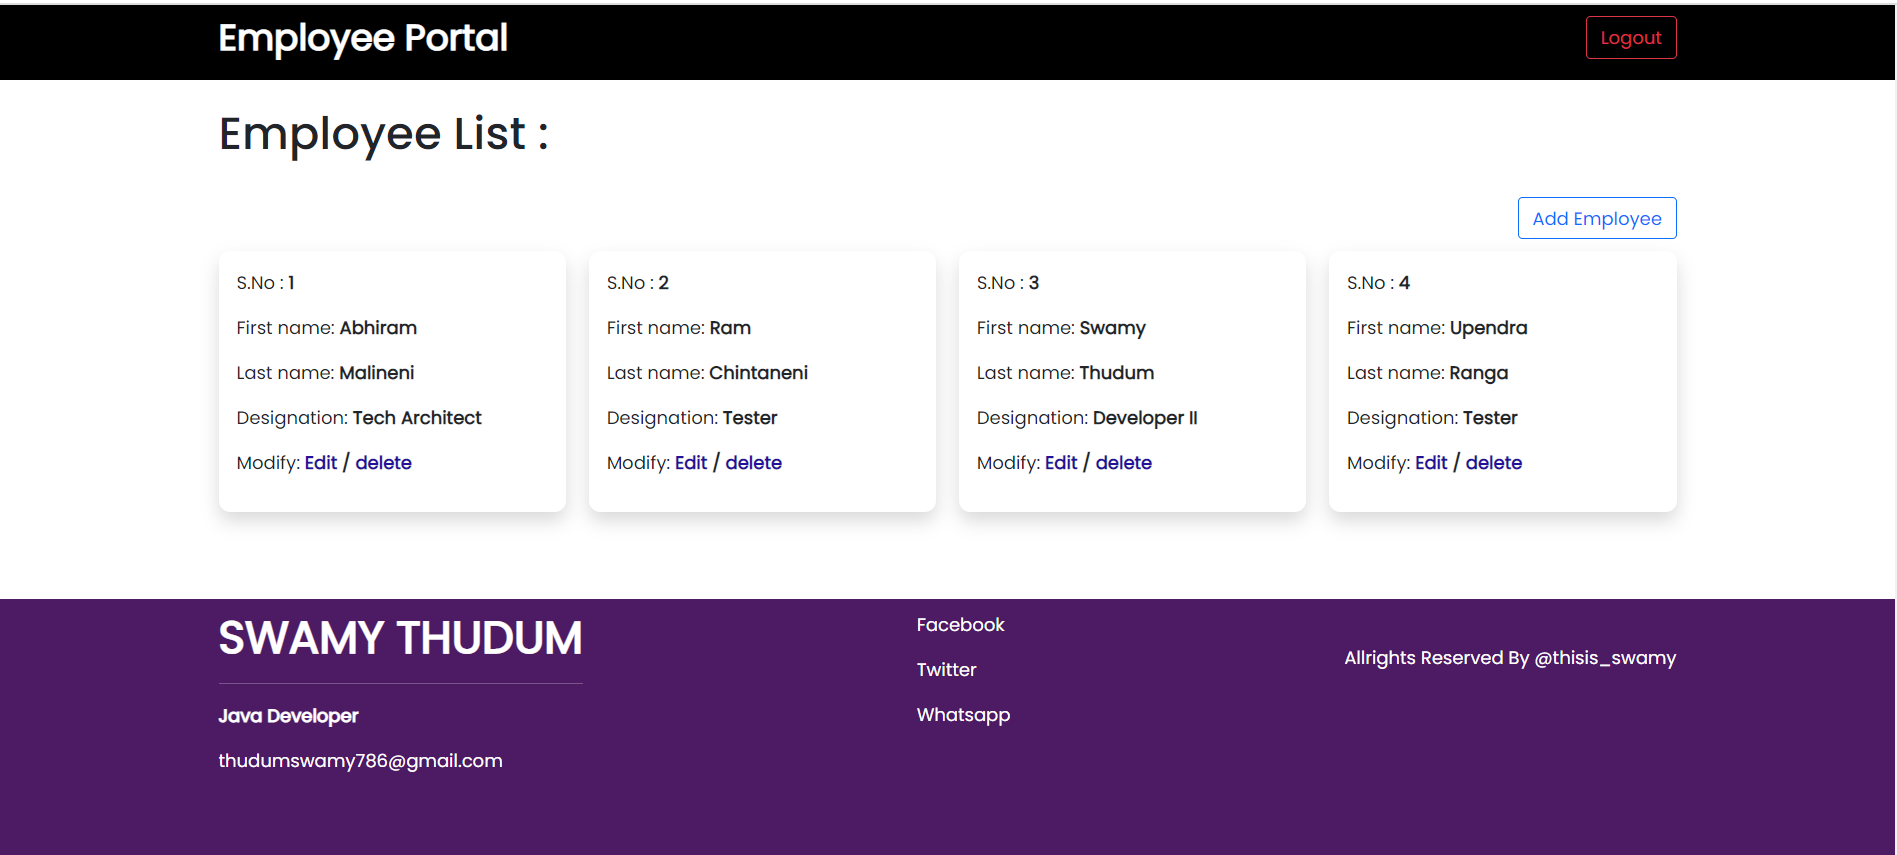 Employee Portal
Logout
Employee List :
Add Employee
S.No : 1
First name: Abhiram
Last name: Malineni
Designation: Tech Architect
Modify: Edit / delete
S.No : 2
First name: Ram
Last name: Chintaneni
Designation: Tester
Modify: Edit / delete
S.No : 3
First name: Swamy
Last name: Thudum
Designation: Developer II
Modify: Edit / delete
S.No : 4
First name: Upendra
Last name: Ranga
Designation: Tester
Modify: Edit / delete
SWAMY THUDUM
Java Developer
thudumswamy786@gmail.com
Facebook
Twitter
Whatsapp
Allrights Reserved By @thisis_swamy